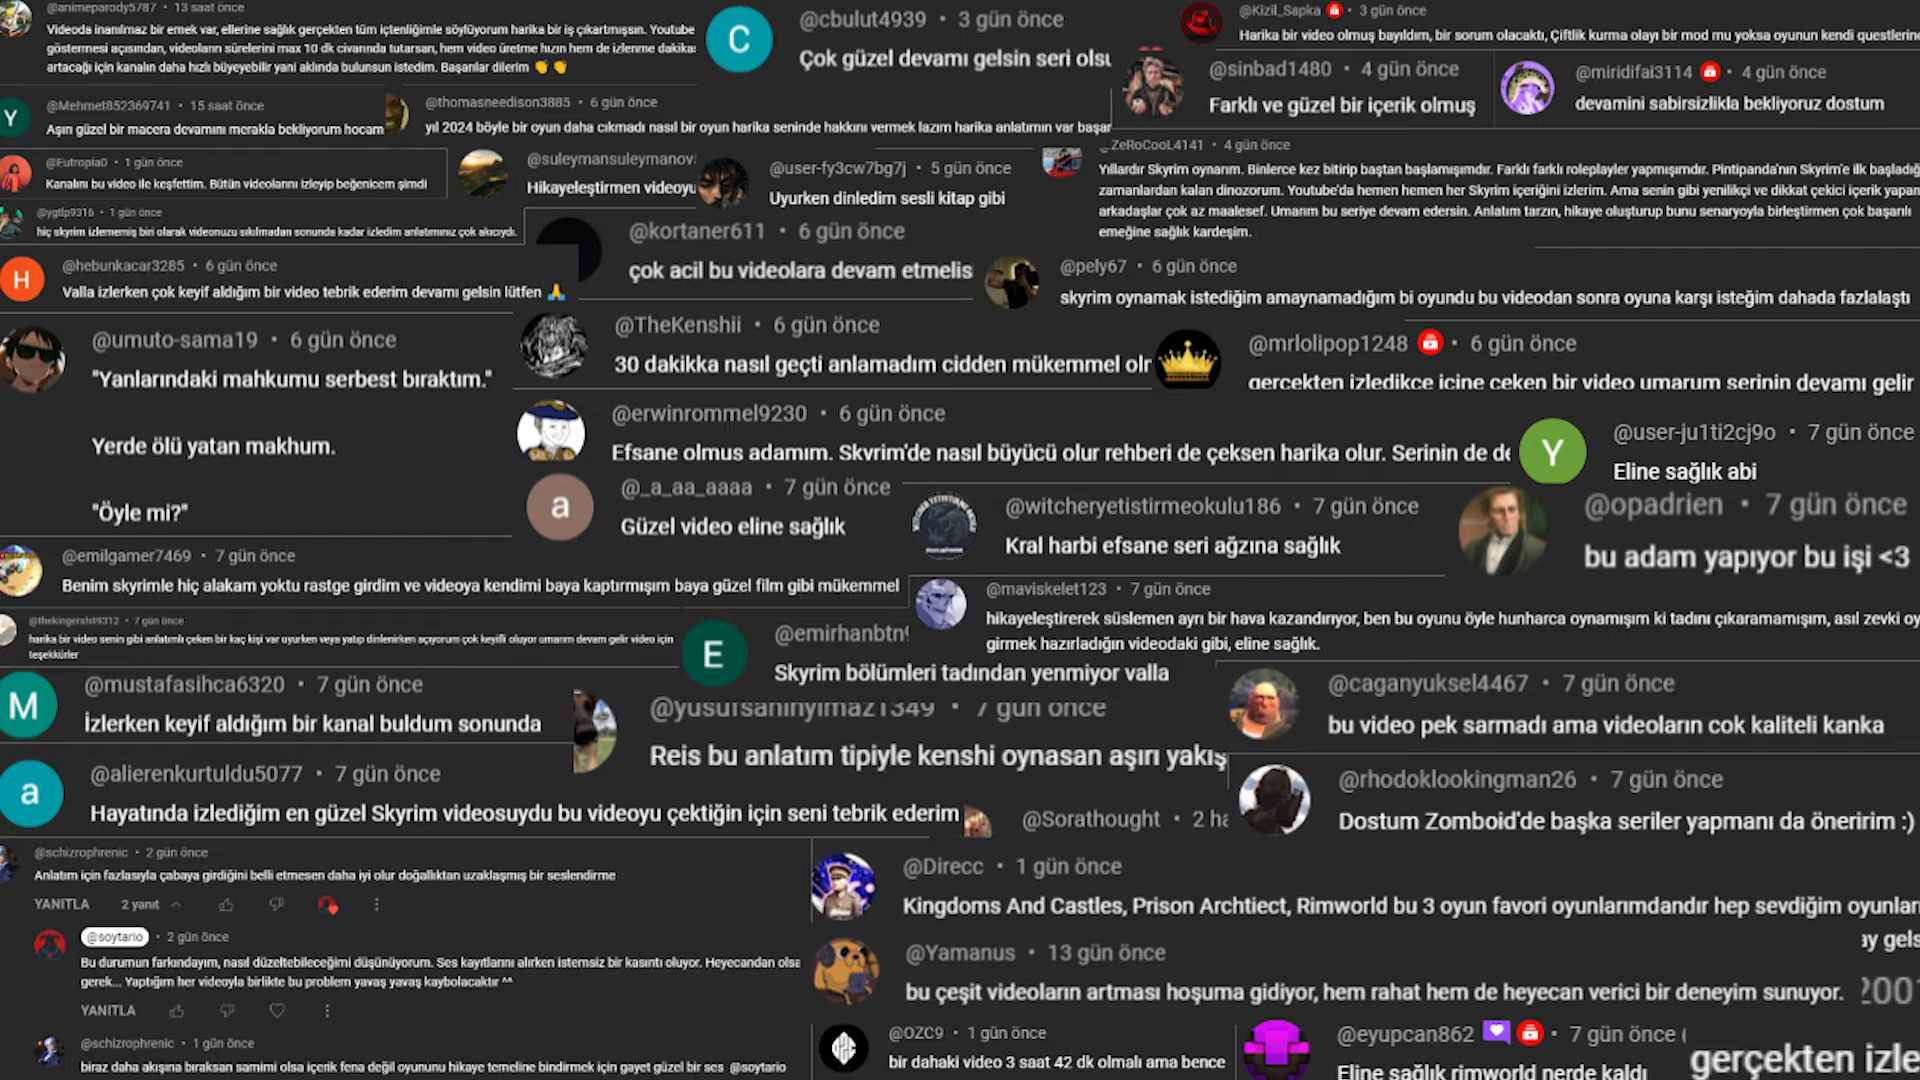 @animeparody5787 • 13 saat önce
Videoda inanılmaz bir emek var, ellerine sağlık gerçekten tüm içtenliğimle söylüyorum harika bir iş çıkartmışsın. Youtube
göstermesi açısından, videoların sürelerini max 10 dk civarında tutarsan, hem video üretme hızın hem de izlenme dakikas
artacağı için kanalın daha hızlı büyeyebilir yani aklında bulunsun istedim. Başarılar dilerim 👏 👏
C
@cbulut4939 • 3 gün önce
Çok güzel devamı gelsin seri olsu
@Kizil_Sapka • 3 gün önce
Harika bir video olmuş bayıldım, bir sorum olacaktı, Çiftlik kurma olayı bir mod mu yoksa oyunun kendi questlerinde
@sinbad1480 • 4 gün önce
Farklı ve güzel bir içerik olmuş
@miridifai3114 • 4 gün önce
devamini sabirsizlikla bekliyoruz dostum
Y
@Mehmet852369741 • 15 saat önce
Aşırı güzel bir macera devamını merakla bekliyorum hocam
@thomasneedison3885 • 6 gün önce
yıl 2024 böyle bir oyun daha cıkmadı nasıl bir oyun harika seninde hakkını vermek lazım harika anlatımın var başar
@Eutropia0 • 1 gün önce
Kanalını bu video ile keşfettim. Bütün videolarını izleyip beğenicem şimdi
@suleymansuleymanov
Hikayeleştirmen videoyu
@user-fy3cw7bg7j • 5 gün önce
Uyurken dinledim sesli kitap gibi
ZeRoCooL4141 • 4 gün önce
Yıllardır Skyrim oynarım. Binlerce kez bitirip baştan başlamışımdır. Farklı farklı roleplayler yapmışımdır. Pintipanda'nın Skyrim'e ilk başladığ
zamanlardan kalan dinozorum. Youtube'da hemen hemen her Skyrim içeriğini izlerim. Ama senin gibi yenilikçi ve dikkat çekici içerik yapan
arkadaşlar çok az maalesef. Umarım bu seriye devam edersin. Anlatım tarzın, hikaye oluşturup bunu senaryoyla birleştirmen çok başarılı
emeğine sağlık kardeşim.
@ygtlp9316 • 1 gün önce
hiç skyrim izlememiş biri olarak videonuzu sıkılmadan sonunda kadar izledim anlatımınız çok akıcıydı.
@kortaner611 • 6 gün önce
çok acil bu videolara devam etmelis
H
@hebunkacar3285 • 6 gün önce
Valla izlerken çok keyif aldığım bir video tebrik ederim devamı gelsin lütfen 🙏
@pely67 • 6 gün önce
skyrim oynamak istediğim amaynamadığım bi oyundu bu videodan sonra oyuna karşı isteğim dahada fazlalaştı
@umuto-sama19 • 6 gün önce
"Yanlarındaki mahkumu serbest bıraktım."
Yerde ölü yatan makhum.
"Öyle mi?"
@TheKenshii • 6 gün önce
30 dakikka nasıl geçti anlamadım cidden mükemmel olr
@mrlolipop1248 • 6 gün önce
gerçekten izledikçe içine çeken bir video umarum serinin devamı gelir
@erwinrommel9230 • 6 gün önce
Efsane olmus adamım. Skyrim'de nasıl büyücü olur rehberi de çeksen harika olur. Serinin de de
Y
@user-ju1ti2cj9o • 7 gün önce
Eline sağlık abi
a
@_a_aa_aaaa • 7 gün önce
Güzel video eline sağlık
@witcheryetistirmeokulu186 • 7 gün önce
Kral harbi efsane seri ağzına sağlık
@opadrien • 7 gün önce
bu adam yapıyor bu işi <3
@emilgamer7469 • 7 gün önce
Benim skyrimle hiç alakam yoktu rastge girdim ve videoya kendimi baya kaptırmışım baya güzel film gibi mükemmel
@maviskelet123 • 7 gün önce
hikayeleştirerek süslemen ayrı bir hava kazandırıyor, ben bu oyunu öyle hunharca oynamışım ki tadını çıkaramamışım, asıl zevki oy
girmek hazırladığın videodaki gibi, eline sağlık.
@thekingershit9312 • 7 gün önce
harika bir video senin gibi anlatımlı çeken bir kaç kişi var uyurken veya yatıp dinlenirken açıyorum çok keyifli oluyor umarım devam gelir video için
teşekkürler
E
@emirhanbtn
Skyrim bölümleri tadından yenmiyor valla
M
@mustafasihca6320 • 7 gün önce
İzlerken keyif aldığım bir kanal buldum sonunda
@yusufsahinyilmaz1349 • 7 gün önce
Reis bu anlatım tipiyle kenshi oynasan aşırı yakış
@caganyuksel4467 • 7 gün önce
bu video pek sarmadı ama videoların cok kaliteli kanka
a
@alierenkurtuldu5077 • 7 gün önce
Hayatında izlediğim en güzel Skyrim videosuydu bu videoyu çektiğin için seni tebrik ederim
@Sorathought • 2 ha
@rhodoklookingman26 • 7 gün önce
Dostum Zomboid'de başka seriler yapmanı da öneririm :)
@schizrophrenic • 2 gün önce
Anlatım için fazlasıyla çabaya girdiğini belli etmesen daha iyi olur doğallıktan uzaklaşmış bir seslendirme
YANITLA 2 yanıt
@soytario • 2 gün önce
Bu durumun farkındayım, nasıl düzeltebileceğimi düşünüyorum. Ses kayıtlarını alırken istemsiz bir kasıntı oluyor. Heyecandan olsa
gerek... Yaptığım her videoyla birlikte bu problem yavaş yavaş kaybolacaktır ^^
YANITLA
@schizrophrenic • 1 gün önce
biraz daha akışına bıraksan samimi olsa içerik fena değil oyununu hikaye temeline bindirmek için gayet güzel bir ses @soytario
@Direcc • 1 gün önce
Kingdoms And Castles, Prison Archtiect, Rimworld bu 3 oyun favori oyunlarımdandır hep sevdiğim oyunları
ay gels
@Yamanus • 13 gün önce
bu çeşit videoların artması hoşuma gidiyor, hem rahat hem de heyecan verici bir deneyim sunuyor.
2001
@OZC9 • 1 gün önce
bir dahaki video 3 saat 42 dk olmalı ama bence
@eyupcan862 • 7 gün önce (
Eline sağlık rimworld nerde kaldı
gerçekten izle